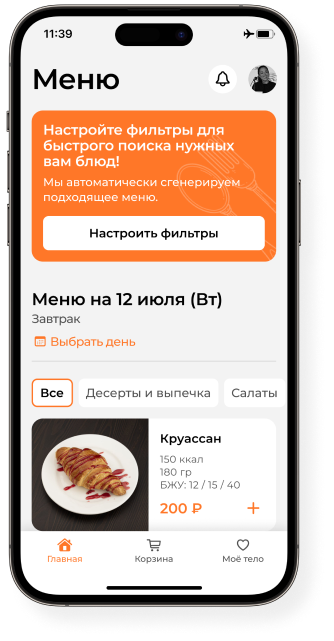 11:39
Меню
Настройте фильтры для
быстрого поиска нужных
вам блюд!
Мы автоматически сгенерируем
подходящее меню.
Настроить фильтры
Меню на 12 июля (Вт)
Завтрак
Выбрать день
Все
Десерты и выпечка
Салаты
Круассан
150 ккал
180 гр
БЖУ: 12 / 15 / 40
200 ₽
Главная
Корзина
Моё тело